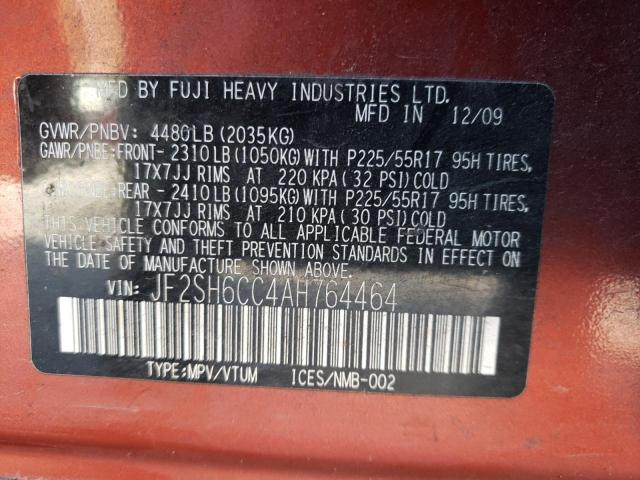 MFD BY FUJI HEAVY INDUSTRIES LTD.
MFD IN 12/09
GVWR/PNBV: 4480LB (2035KG)
GAWR/PNBE:FRONT- 2310LB(1050KG)WITH P225/55R17 95H TIRES,
17X7JJ RIMS AT 220 KPA( 32 PSI)COLD
GAWR/PNBE:REAR - 2410LB(1095KG)WITH P225/55R17 95H TIRES,
17X7JJ RIMS AT 210 KPA( 30 PSI)COLD
THIS VEHICLE CONFORMS TO ALL APPLICABLE FEDERAL MOTOR
VEHICLE SAFETY AND THEFT PREVENTION STANDARDS IN EFFECT ON
THE DATE OF MANUFACTURE SHOWN ABOVE.
VIN: JF2SH6CC4AH764464
TYPE:MPV/VTUM ICES/NMB-002